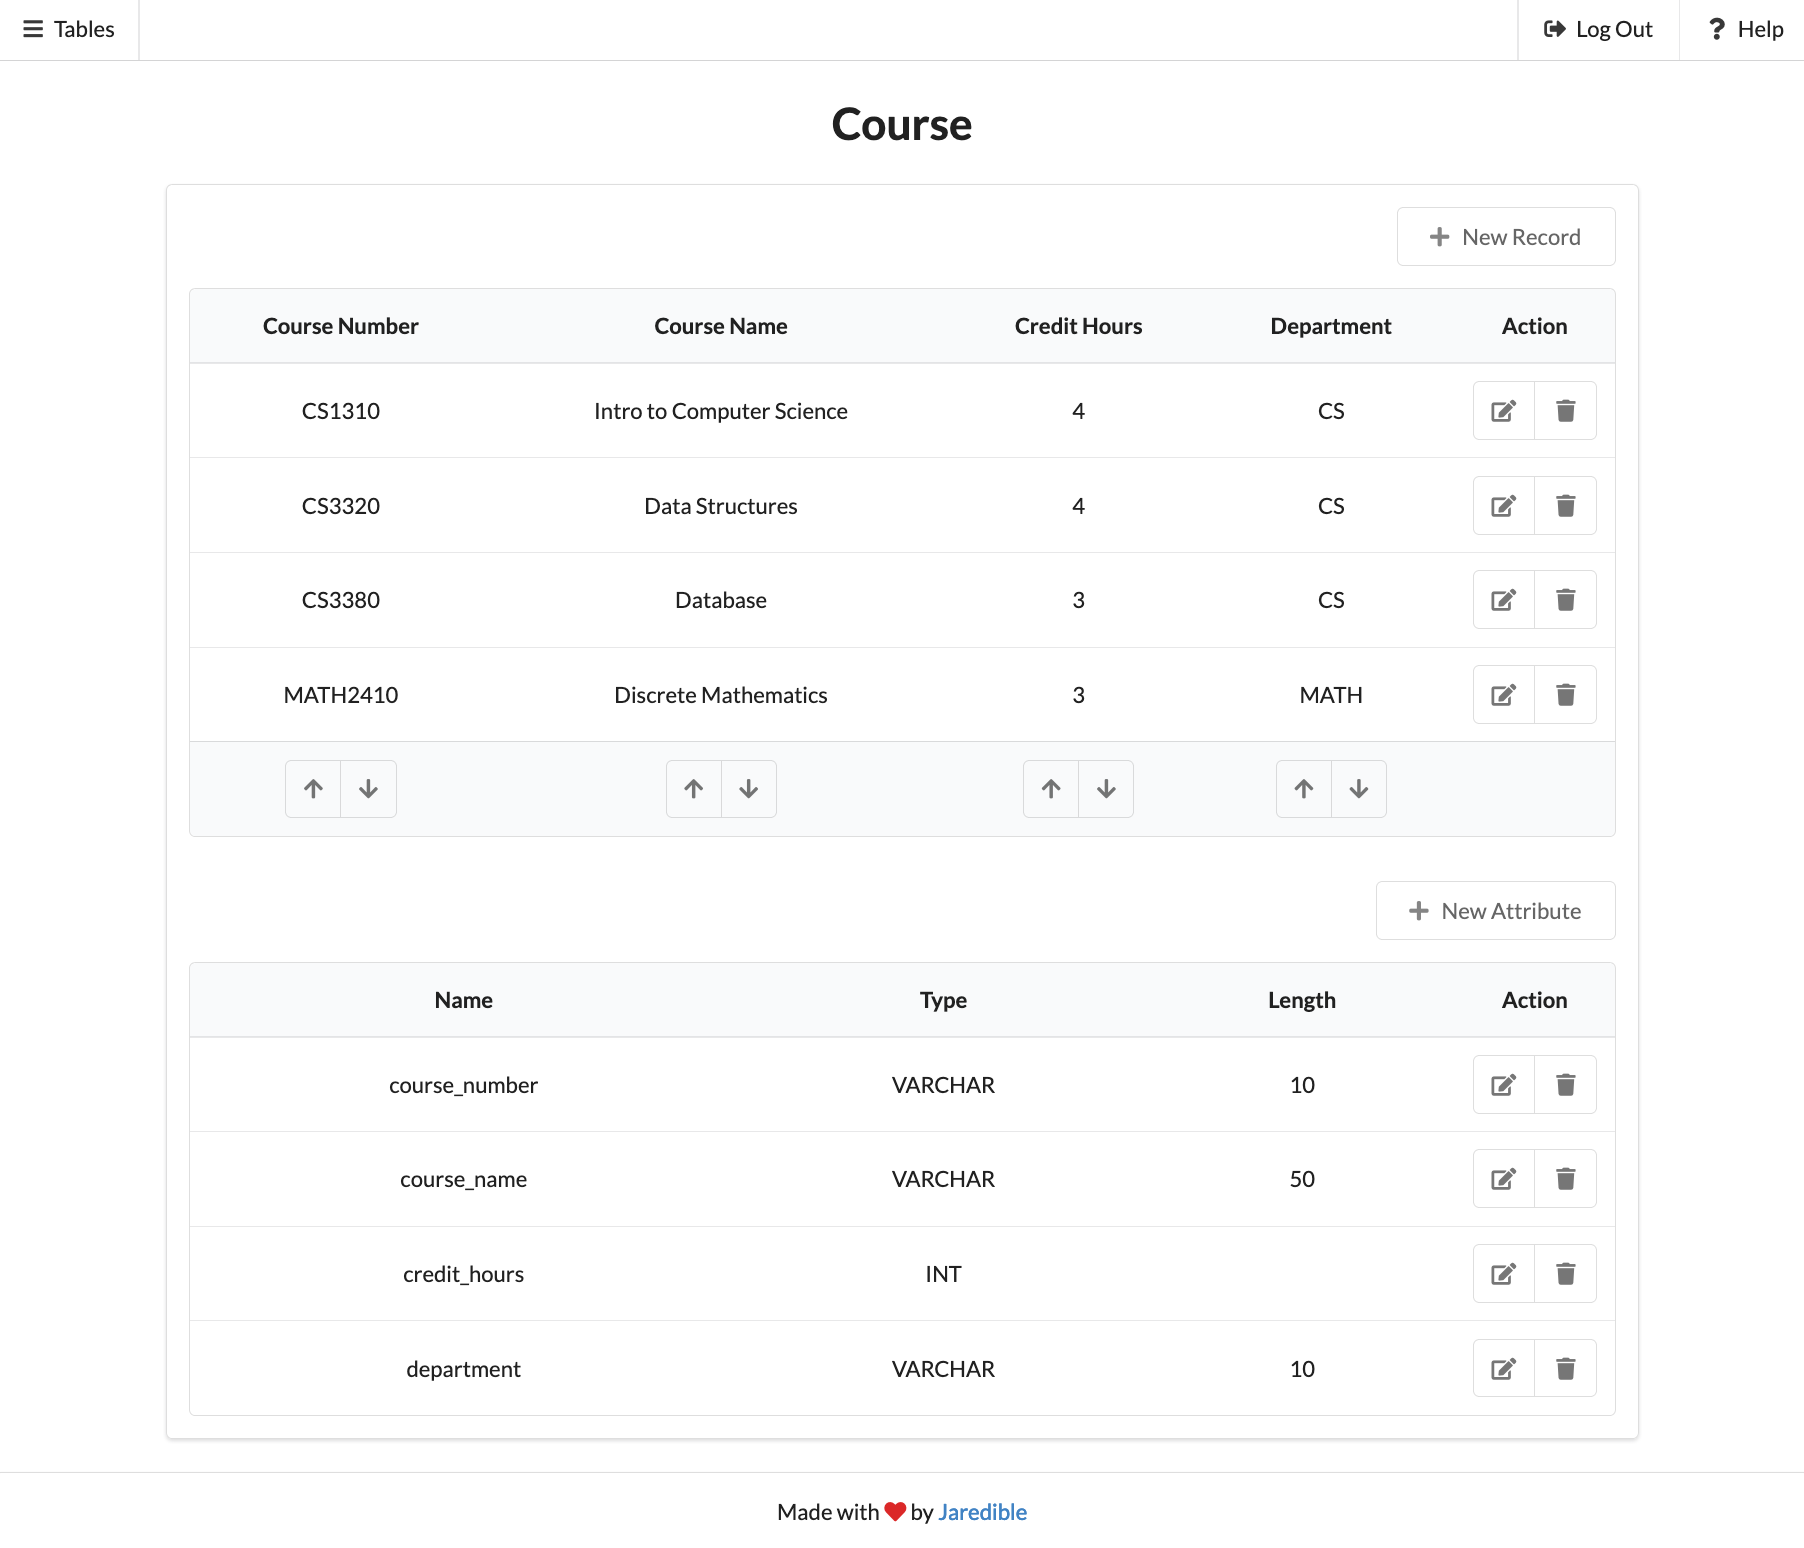 Tables Log Out ? Help
Course
New Record
Course Number Course Name Credit Hours Department Action
CS1310 Intro to Computer Science 4 CS
CS3320 Data Structures 4 CS
CS3380 Database 3 CS
MATH2410 Discrete Mathematics 3 MATH
New Attribute
Name Type Length Action
course_number VARCHAR 10
course_name VARCHAR 50
credit_hours INT
department VARCHAR 10
Made with ❤ by Jaredible